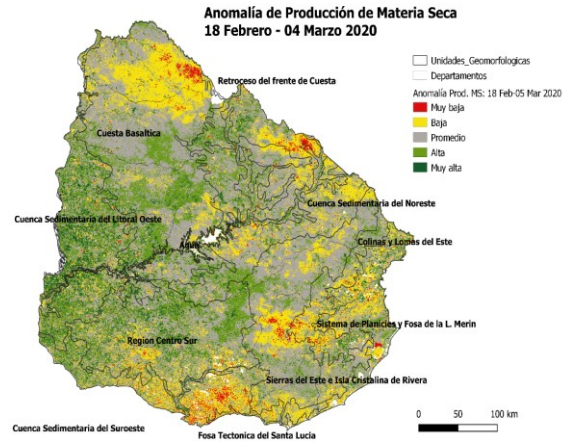 Anomalía de Producción de Materia Seca
18 Febrero - 04 Marzo 2020
Unidades_Geomorfologicas
Departamentos
Anomalía Prod. MS: 18 Feb-05 Mar 2020
Muy baja
Baja
Promedio
Alta
Muy alta
Retroceso del frente de Cuesta
Cuesta Basaltica
Cuenca Sedimentaria del Noreste
Cuenca Sedimentaria del Litoral Oeste
Colinas y Lomas del Este
Sistema de Planicies y Fosa de la L. Merin
Region Centro Sur
Sierras del Este e Isla Cristalina de Rivera
Cuenca Sedimentaria del Suroeste
Fosa Tectonica del Santa Lucia
0 50 100 km